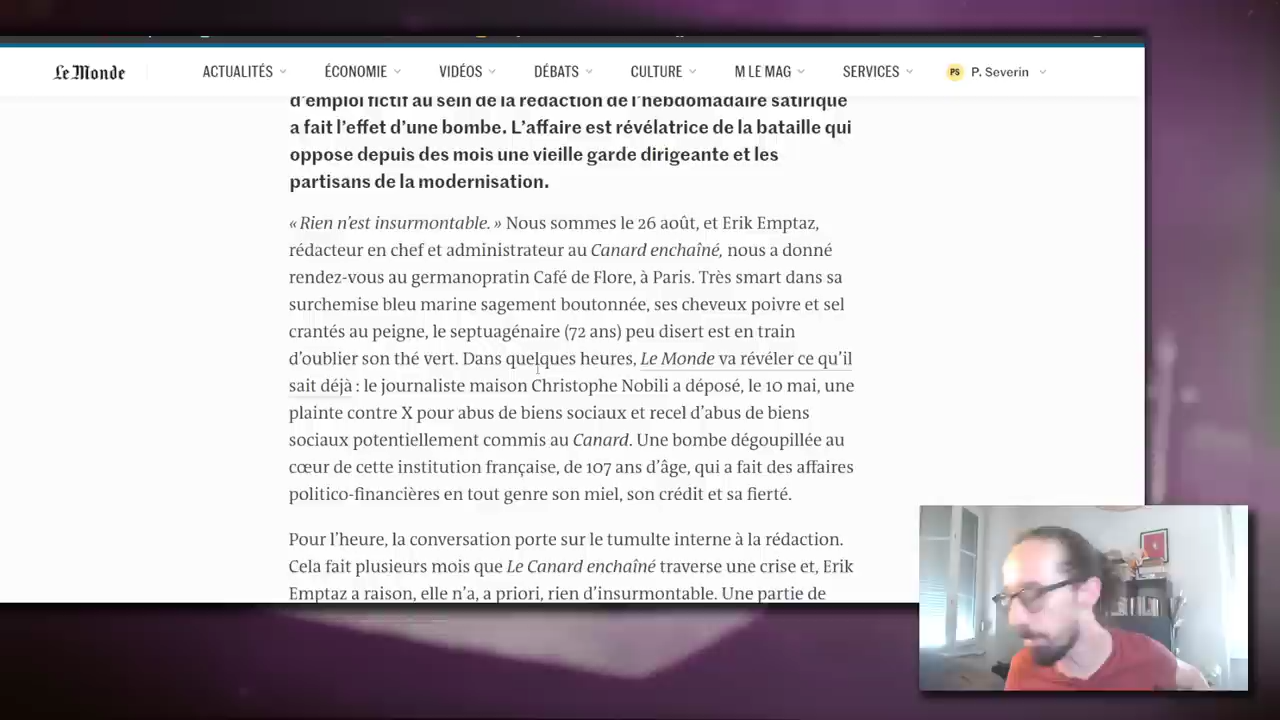 Le Monde
ACTUALITÉS ÉCONOMIE VIDÉOS DÉBATS CULTURE M LE MAG SERVICES PS P. Severin
d’emploi fictif au sein de la rédaction de l’hebdomadaire satirique
a fait l’effet d’une bombe. L’affaire est révélatrice de la bataille qui
oppose depuis des mois une vieille garde dirigeante et les
partisans de la modernisation.
« Rien n’est insurmontable. » Nous sommes le 26 août, et Erik Emptaz,
rédacteur en chef et administrateur au Canard enchaîné, nous a donné
rendez-vous au germanopratin Café de Flore, à Paris. Très smart dans sa
surchemise bleu marine sagement boutonnée, ses cheveux poivre et sel
crantés au peigne, le septuagénaire (72 ans) peu disert est en train
d’oublier son thé vert. Dans quelques heures, Le Monde va révéler ce qu’il
sait déjà : le journaliste maison Christophe Nobili a déposé, le 10 mai, une
plainte contre X pour abus de biens sociaux et recel d’abus de biens
sociaux potentiellement commis au Canard. Une bombe dégoupillée au
cœur de cette institution française, de 107 ans d’âge, qui a fait des affaires
politico-financières en tout genre son miel, son crédit et sa fierté.
Pour l’heure, la conversation porte sur le tumulte interne à la rédaction.
Cela fait plusieurs mois que Le Canard enchaîné traverse une crise et, Erik
Emptaz a raison, elle n’a, a priori, rien d’insurmontable. Une partie de